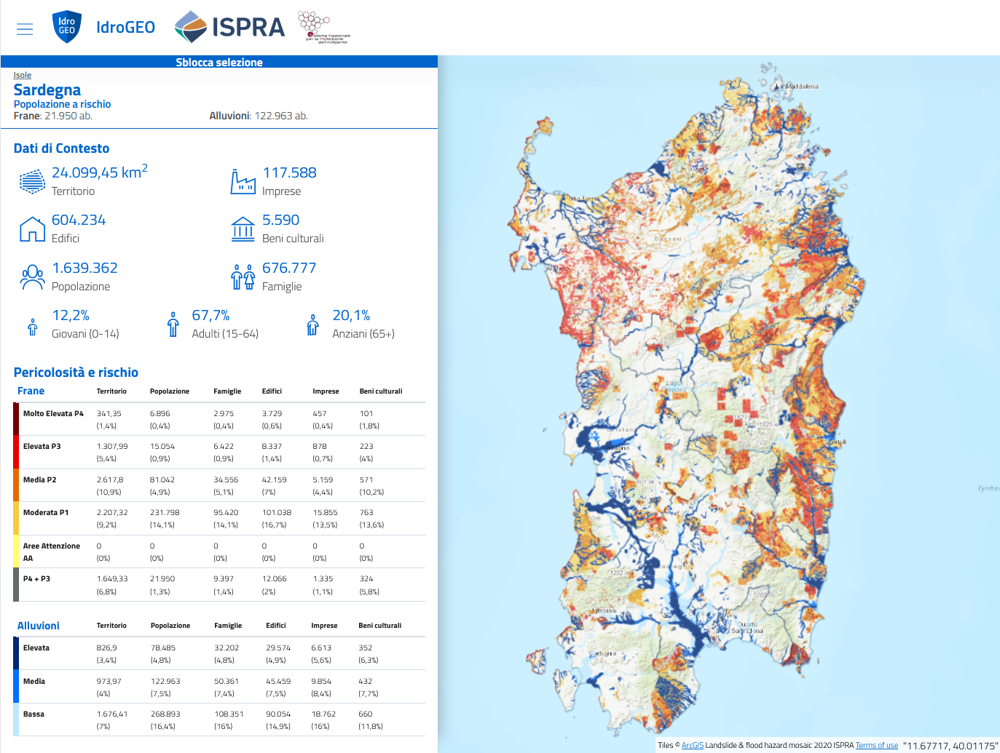 Idro
GEO
IdroGEO
ISPRA
Sistema Nazionale
per la Protezione
dell'Ambiente
Sblocca selezione
Isole
Sardegna
Popolazione a rischio
Frane: 21.950 ab. Alluvioni: 122.963 ab.
Dati di Contesto
24.099,45 km2 117.588
Territorio Imprese
604.234 5.590
Edifici Beni culturali
1.639.362 676.777
Popolazione Famiglie
12,2% 67,7% 20,1%
Giovani (0-14) Adulti (15-64) Anziani (65+)
Pericolosità e rischio
Frane Territorio Popolazione Famiglie Edifici Imprese Beni culturali
Molto Elevata P4 341,35 6.896 2.975 3.729 457 101
(1,4%) (0,4%) (0,4%) (0,6%) (0,4%) (1,8%)
Elevata P3 1.307,99 15.054 6.422 8.337 878 223
(5,4%) (0,9%) (0,9%) (1,4%) (0,7%) (4%)
Media P2 2.617,8 81.042 34.556 42.159 5.159 571
(10,9%) (4,9%) (5,1%) (7%) (4,4%) (10,2%)
Moderata P1 2.207,32 231.798 95.420 101.038 15.855 763
(9,2%) (14,1%) (14,1%) (16,7%) (13,5%) (13,6%)
Aree Attenzione 0 0 0 0 0 0
AA (0%) (0%) (0%) (0%) (0%) (0%)
P4 + P3 1.649,33 21.950 9.397 12.066 1.335 324
(6,8%) (1,3%) (1,4%) (2%) (1,1%) (5,8%)
Alluvioni Territorio Popolazione Famiglie Edifici Imprese Beni culturali
Elevata 826,9 78.485 32.202 29.574 6.613 352
(3,4%) (4,8%) (4,8%) (4,9%) (5,6%) (6,3%)
Media 973,97 122.963 50.361 45.459 9.854 432
(4%) (7,5%) (7,4%) (7,5%) (8,4%) (7,7%)
Bassa 1.676,41 268.893 108.351 90.054 18.762 660
(7%) (16,4%) (16%) (14,9%) (16%) (11,8%)
La Maddalena
Sassari
Lago
Omodeo
1825 m
801 m
Tyrrhe
1232 m
1065 m
Iglesias
Quartu
Sant'Elena
Carbonia
Tiles © ArcGIS Landslide & flood hazard mosaic 2020 ISPRA Terms of use "11.67717, 40.01175"